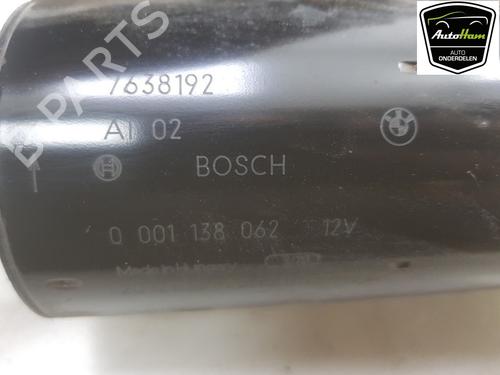 AutoHam
AUTO
ONDERDELEN
B PARTS
7638192
AI 02
BOSCH
0 001 138 062 12V
Made in Hungary